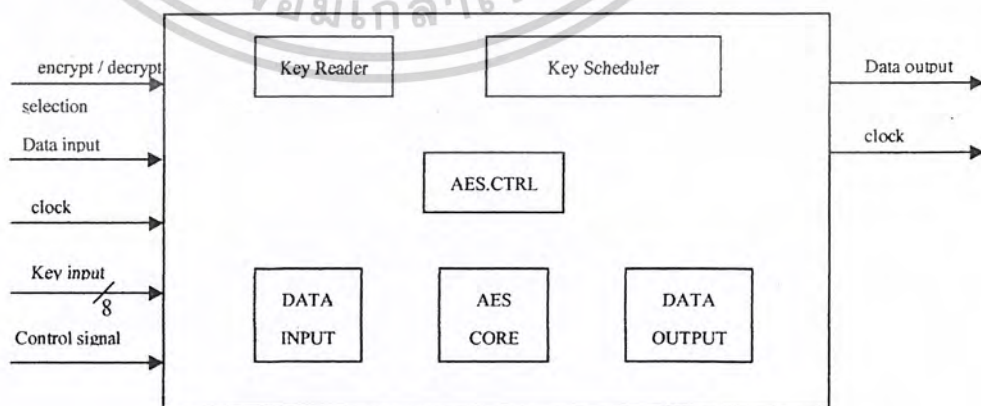 encrypt / decrypt
selection
Data input
clock
Key input
8
Control signal
Key Reader
Key Scheduler
AES.CTRL
DATA
INPUT
AES
CORE
DATA
OUTPUT
Data output
clock